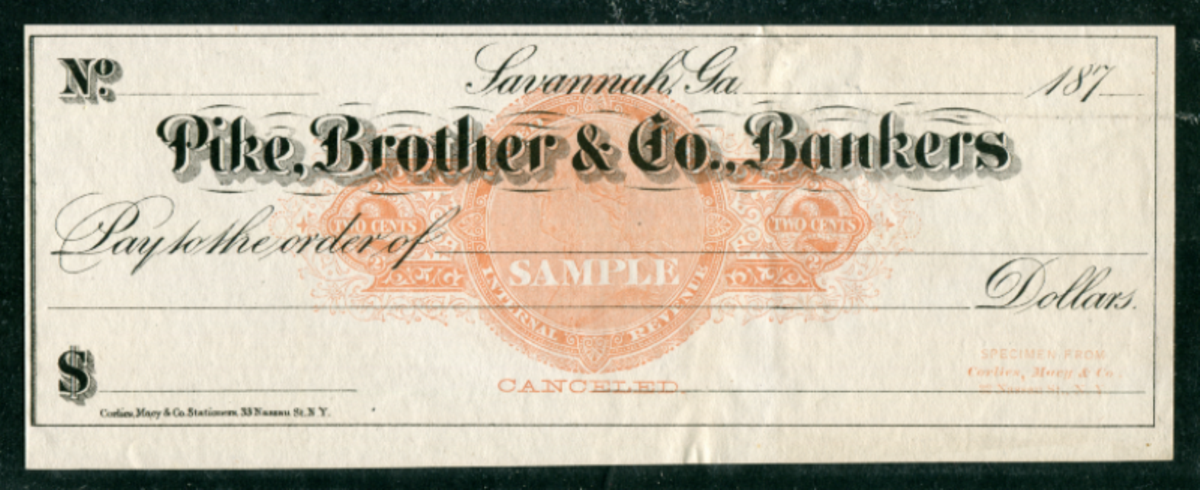 No. Savannah, Ga. 187
Pike, Brother & Co., Bankers
TWO CENTS TWO CENTS
Pay to the order of
SAMPLE
INTERNAL REVENUE
Dollars.
SPECIMEN FROM
Corlies, Macy & Co.
$
CANCELED.
Corlies, Macy & Co. Stationers, 33 Nassau St. N.Y.